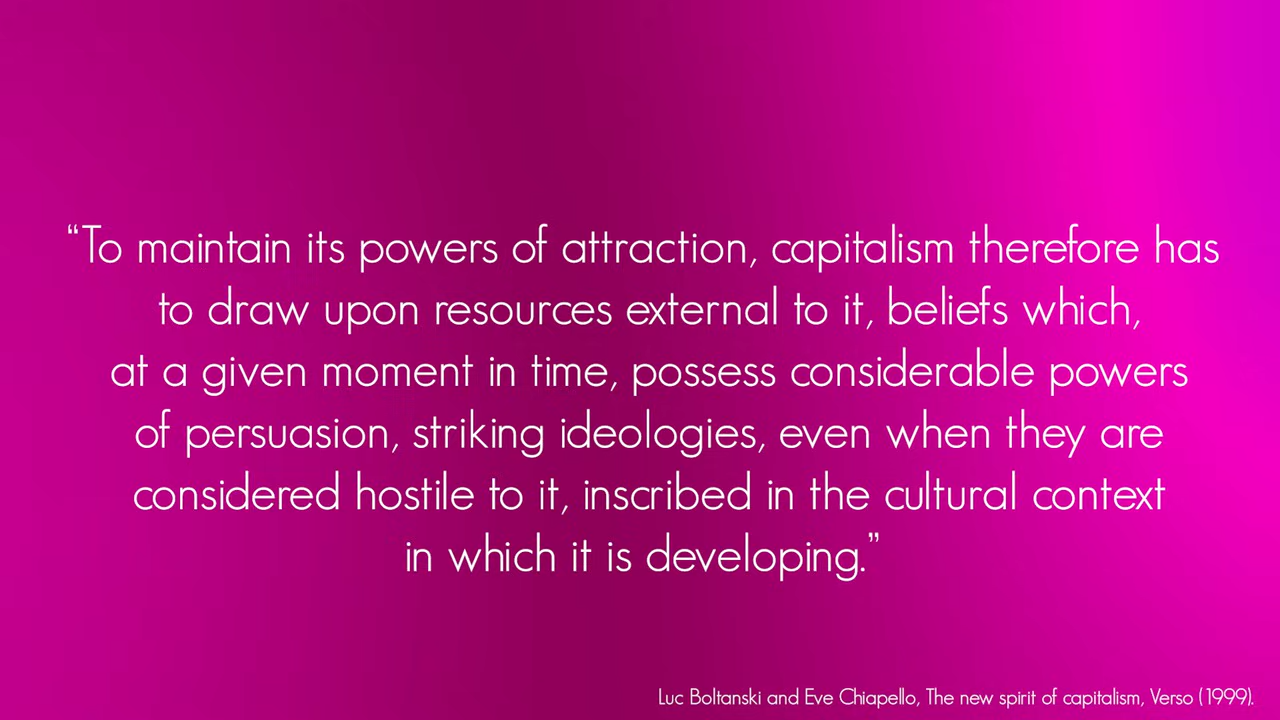 “To maintain its powers of attraction, capitalism therefore has
to draw upon resources external to it, beliefs which,
at a given moment in time, possess considerable powers
of persuasion, striking ideologies, even when they are
considered hostile to it, inscribed in the cultural context
in which it is developing.”
Luc Boltanski and Eve Chiapello, The new spirit of capitalism, Verso (1999).